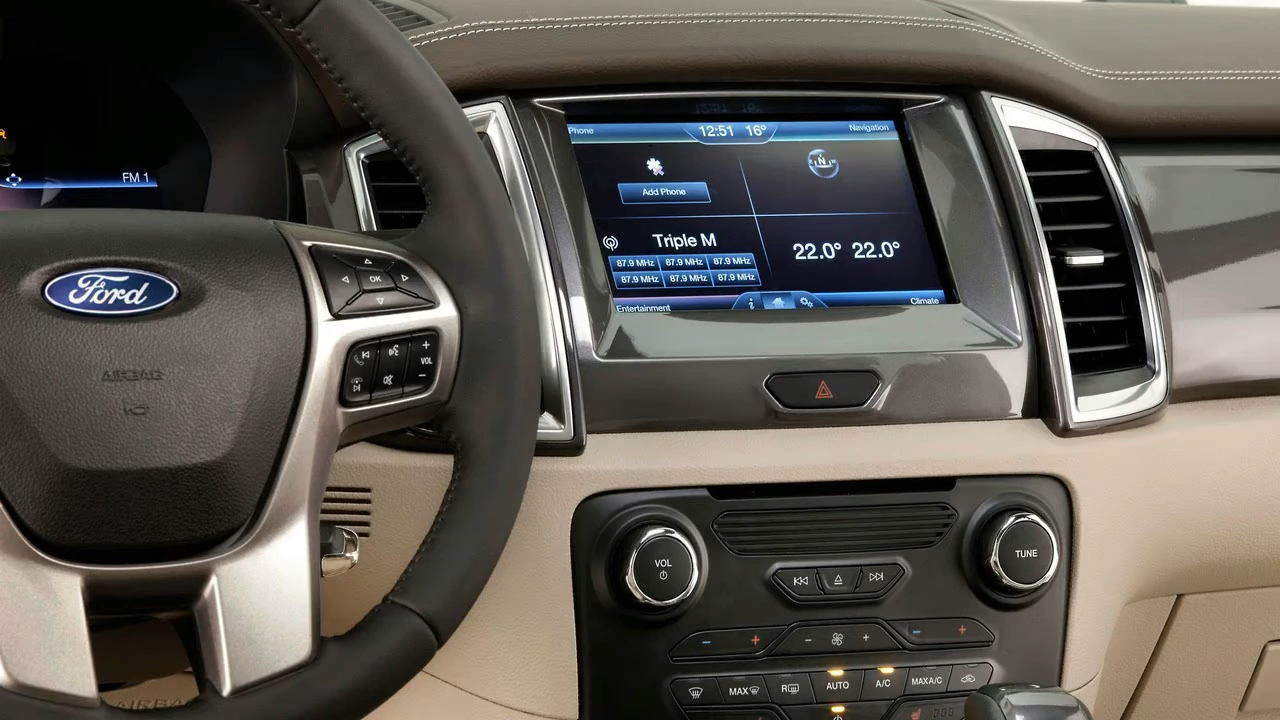 FM 1
Ford
AIRBAG
OK
VOL
+
-
Phone
12:51 16°
Navigation
Add Phone
N
Triple M
87.9 MHz 87.9 MHz 87.9 MHz
87.9 MHz 87.9 MHz 87.9 MHz
22.0° 22.0°
Entertainment
i
Climate
VOL
TUNE
- + - + - +
MAX
R
AUTO
A/C
MAX A/C
AIRBAG